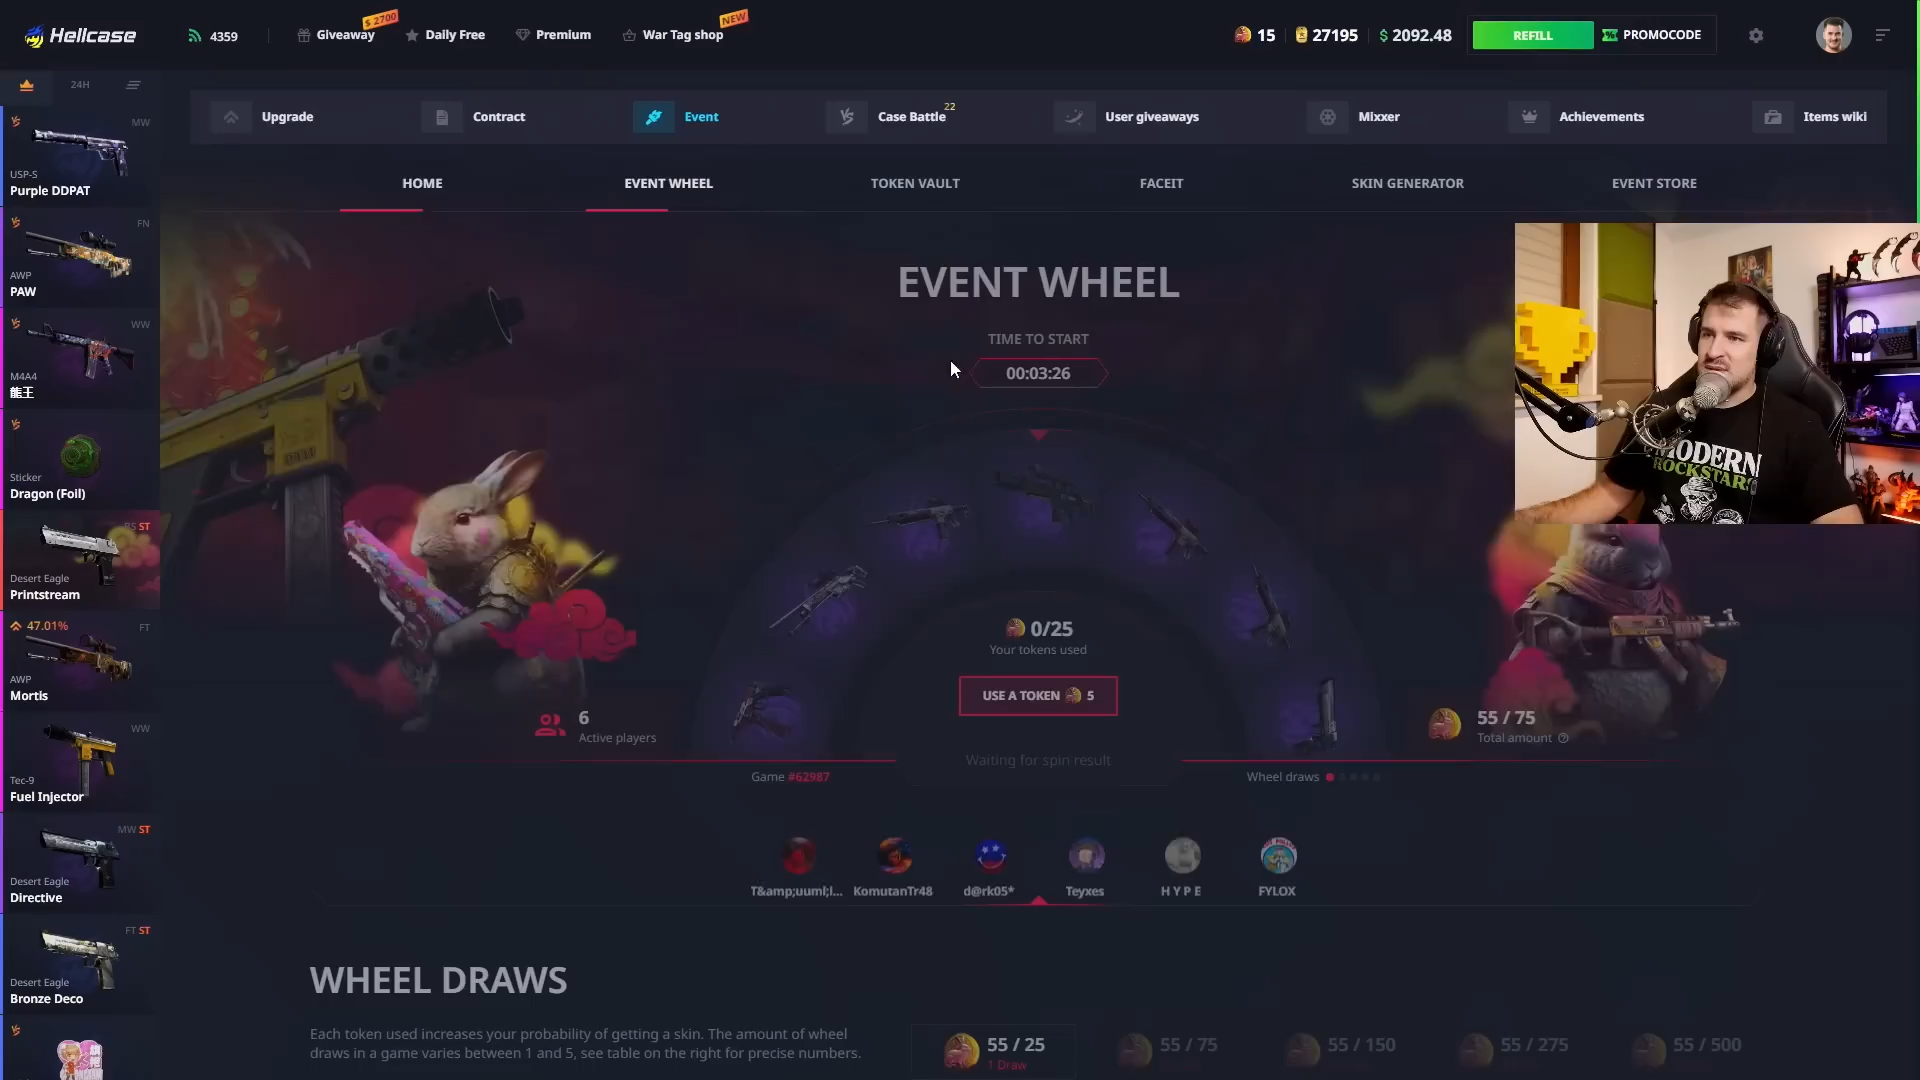 Hellcase
4359
Giveaway
$ 2700
Daily Free
Premium
War Tag shop
NEW
15
27195
$ 2092.48
REFILL
PROMOCODE
24H
Upgrade
Contract
Event
Case Battle
22
User giveaways
Mixxer
Achievements
Items wiki
HOME
EVENT WHEEL
TOKEN VAULT
FACEIT
SKIN GENERATOR
EVENT STORE
MW
USP-S
Purple DDPAT
FN
AWP
PAW
WW
M4A4
龍王
Sticker
Dragon (Foil)
BS ST
Desert Eagle
Printstream
47.01%
FT
AWP
Mortis
WW
Tec-9
Fuel Injector
MW ST
Desert Eagle
Directive
FT ST
Desert Eagle
Bronze Deco
EVENT WHEEL
TIME TO START
00:03:26
0/25
Your tokens used
USE A TOKEN 5
Waiting for spin result
6
Active players
55 / 75
Total amount
Game #62987
Wheel draws
T&amp;uuml;l...
KomutanTr48
d@rk05*
Teyxes
H Y P E
FYLOX
MODERN
ROCKSTARS
WHEEL DRAWS
Each token used increases your probability of getting a skin. The amount of wheel
draws in a game varies between 1 and 5, see table on the right for precise numbers.
55 / 25
1 Draw
55 / 75
55 / 150
55 / 275
55 / 500